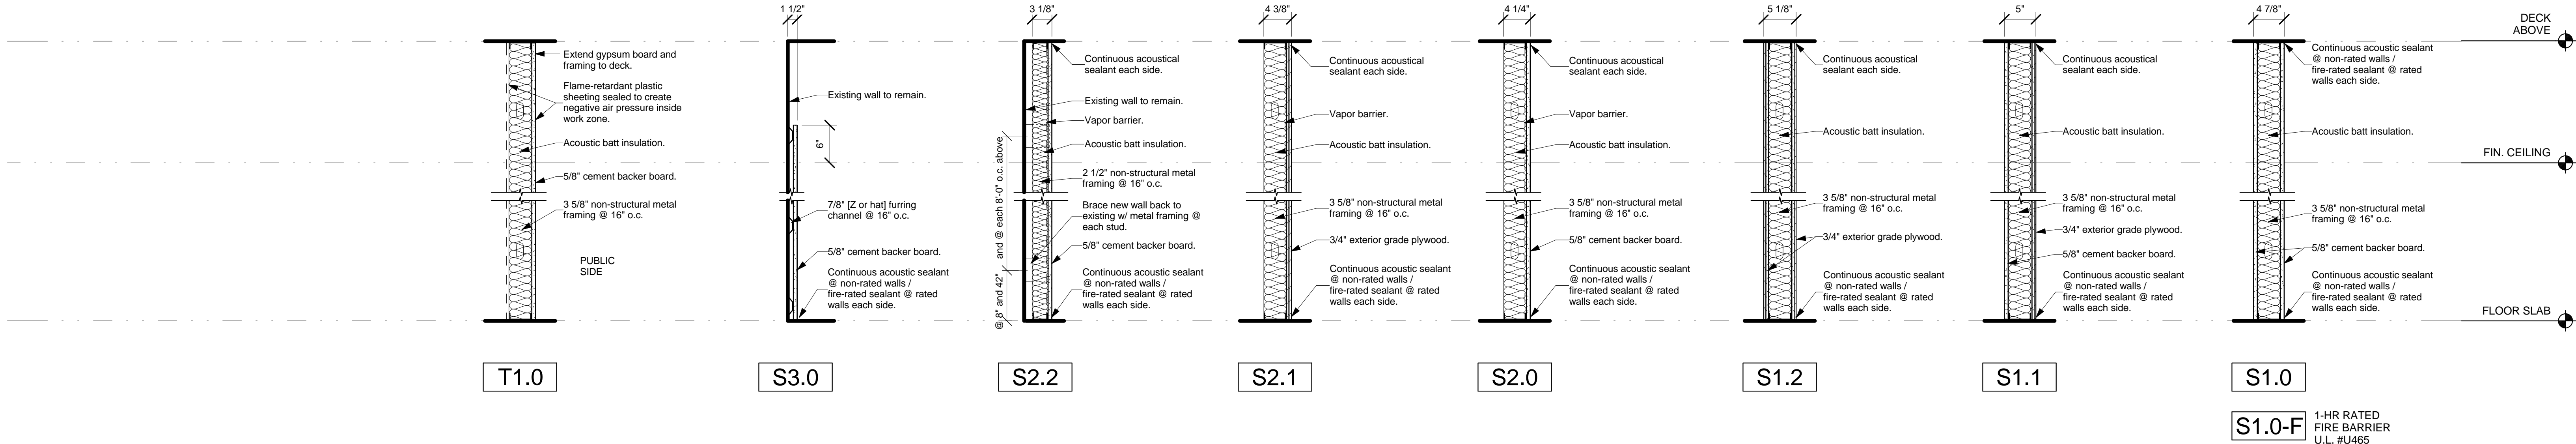 Extend gypsum board and
framing to deck.
Flame-retardant plastic
sheeting sealed to create
negative air pressure inside
work zone.
Acoustic batt insulation.
5/8" cement backer board.
3 5/8" non-structural metal
framing @ 16" o.c.
PUBLIC
SIDE
T1.0
1 1/2"
Existing wall to remain.
6"
7/8" [Z or hat] furring
channel @ 16" o.c.
5/8" cement backer board.
Continuous acoustic sealant
@ non-rated walls /
fire-rated sealant @ rated
walls each side.
S3.0
3 1/8"
Continuous acoustical
sealant each side.
Existing wall to remain.
Vapor barrier.
Acoustic batt insulation.
2 1/2" non-structural metal
framing @ 16" o.c.
Brace new wall back to
existing w/ metal framing @
each stud.
5/8" cement backer board.
Continuous acoustic sealant
@ non-rated walls /
fire-rated sealant @ rated
walls each side.
@ 8" and 42" and @ each 8'-0" o.c. above
S2.2
4 3/8"
Continuous acoustical
sealant each side.
Vapor barrier.
Acoustic batt insulation.
3 5/8" non-structural metal
framing @ 16" o.c.
3/4" exterior grade plywood.
Continuous acoustic sealant
@ non-rated walls /
fire-rated sealant @ rated
walls each side.
S2.1
4 1/4"
Continuous acoustical
sealant each side.
Vapor barrier.
Acoustic batt insulation.
3 5/8" non-structural metal
framing @ 16" o.c.
5/8" cement backer board.
Continuous acoustic sealant
@ non-rated walls /
fire-rated sealant @ rated
walls each side.
S2.0
5 1/8"
Continuous acoustical
sealant each side.
Acoustic batt insulation.
3 5/8" non-structural metal
framing @ 16" o.c.
3/4" exterior grade plywood.
Continuous acoustic sealant
@ non-rated walls /
fire-rated sealant @ rated
walls each side.
S1.2
5"
Continuous acoustical
sealant each side.
Acoustic batt insulation.
3 5/8" non-structural metal
framing @ 16" o.c.
3/4" exterior grade plywood.
5/8" cement backer board.
Continuous acoustic sealant
@ non-rated walls /
fire-rated sealant @ rated
walls each side.
S1.1
4 7/8"
Continuous acoustic sealant
@ non-rated walls /
fire-rated sealant @ rated
walls each side.
Acoustic batt insulation.
3 5/8" non-structural metal
framing @ 16" o.c.
5/8" cement backer board.
Continuous acoustic sealant
@ non-rated walls /
fire-rated sealant @ rated
walls each side.
S1.0
S1.0-F
1-HR RATED
FIRE BARRIER
U.L. #U465
DECK
ABOVE
FIN. CEILING
FLOOR SLAB